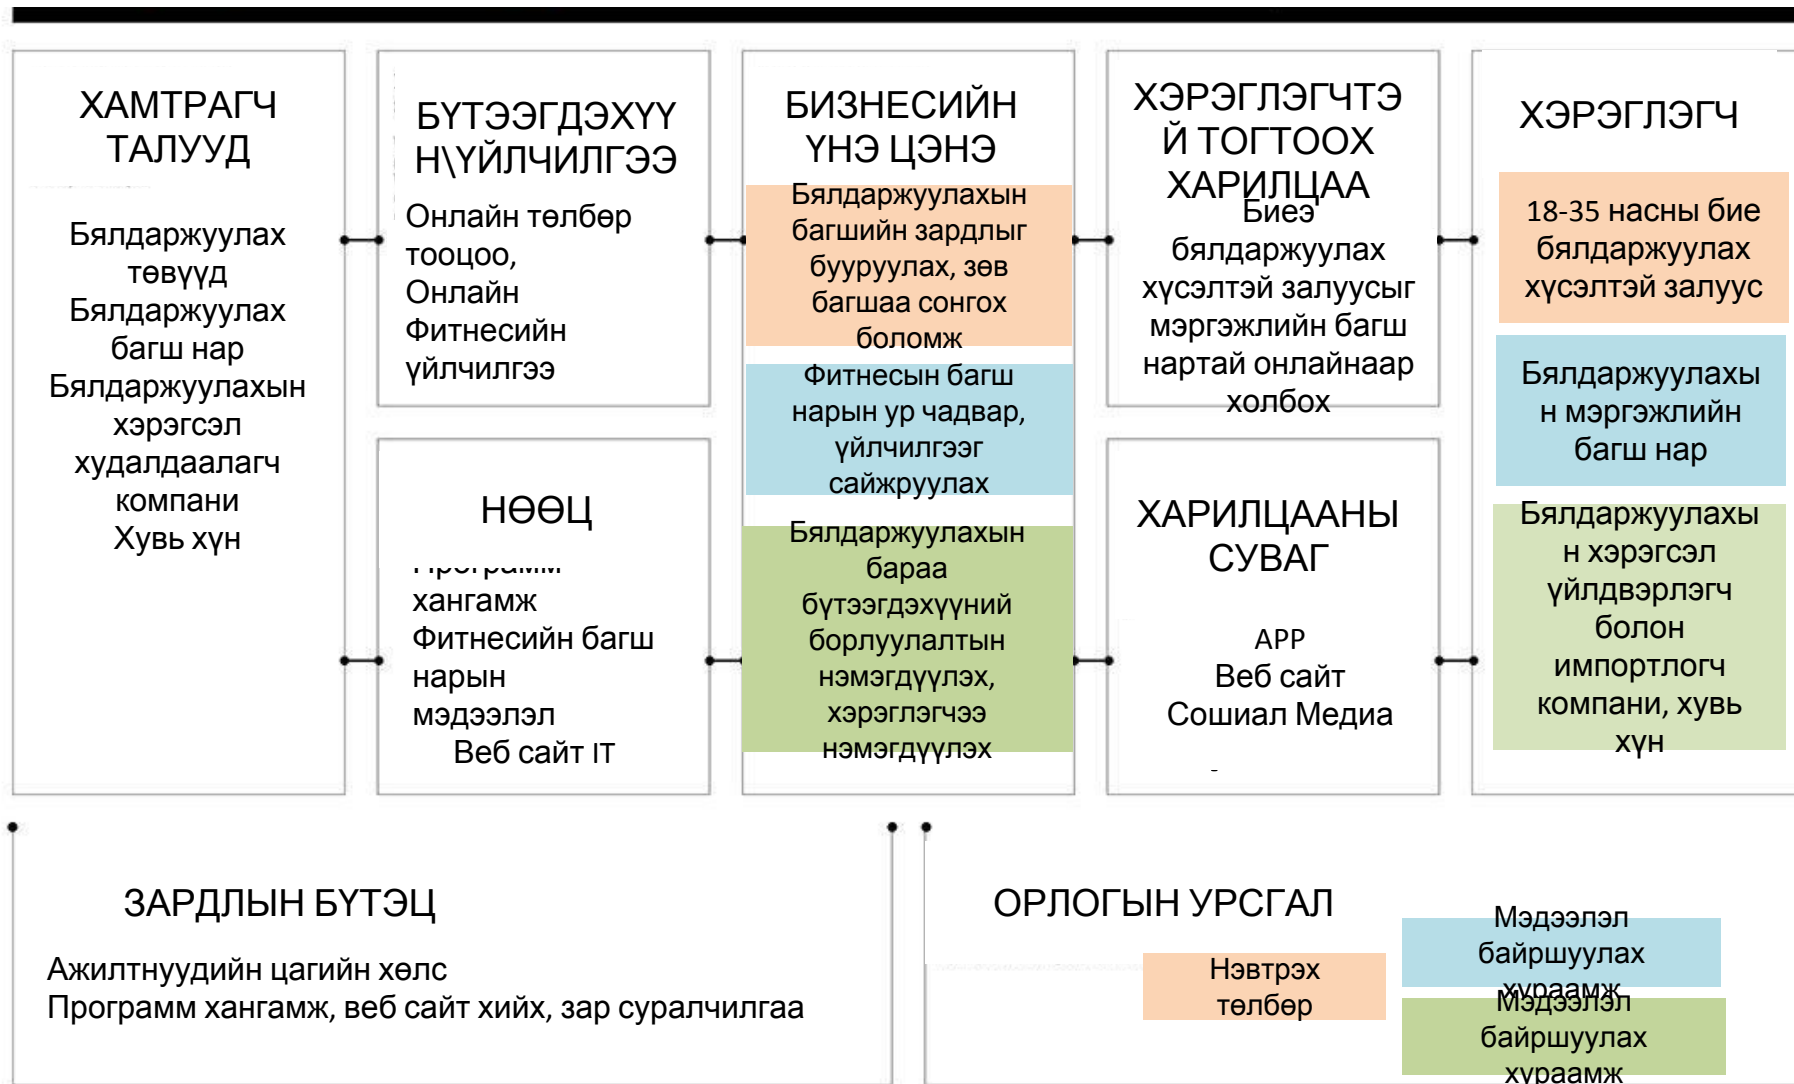 ХАМТРАГЧ
ТАЛУУД
Бялдаржуулах
төвүүд
Бялдаржуулах
багш нар
Бялдаржуулахын
хэрэгсэл
худалдаалагч
компани
Хувь хүн
БҮТЭЭГДЭХҮҮ
Н\ҮЙЛЧИЛГЭЭ
Онлайн төлбөр
тооцоо,
Онлайн
Фитнесийн
үйлчилгээ
НӨӨЦ
Программ
хангамж
Фитнесийн багш
нарын
мэдээлэл
Веб сайт IT
БИЗНЕСИЙН
ҮНЭ ЦЭНЭ
Бялдаржуулахын
багшийн зардлыг
бууруулах, зөв
багшаа сонгох
боломж
Фитнесын багш
нарын ур чадвар,
үйлчилгээг
сайжруулах
Бялдаржуулахын
бараа
бүтээгдэхүүний
борлуулалтын
нэмэгдүүлэх,
хэрэглэгчээ
нэмэгдүүлэх
ХЭРЭГЛЭГЧТЭ
Й ТОГТООХ
ХАРИЛЦАА
Биеэ
бялдаржуулах
хүсэлтэй залуусыг
мэргэжлийн багш
нартай онлайнаар
холбох
ХАРИЛЦААНЫ
СУВАГ
APP
Веб сайт
Сошиал Медиа
ХЭРЭГЛЭГЧ
18-35 насны бие
бялдаржуулах
хүсэлтэй залуус
Бялдаржуулахы
н мэргэжлийн
багш нар
Бялдаржуулахы
н хэрэгсэл
үйлдвэрлэгч
болон
импортлогч
компани, хувь
хүн
ЗАРДЛЫН БҮТЭЦ
Ажилтнуудийн цагийн хөлс
Программ хангамж, веб сайт хийх, зар суралчилгаа
ОРЛОГЫН УРСГАЛ
Нэвтрэх
төлбөр
Мэдээлэл
байршуулах
хураамж
Мэдээлэл
байршуулах
хураамж